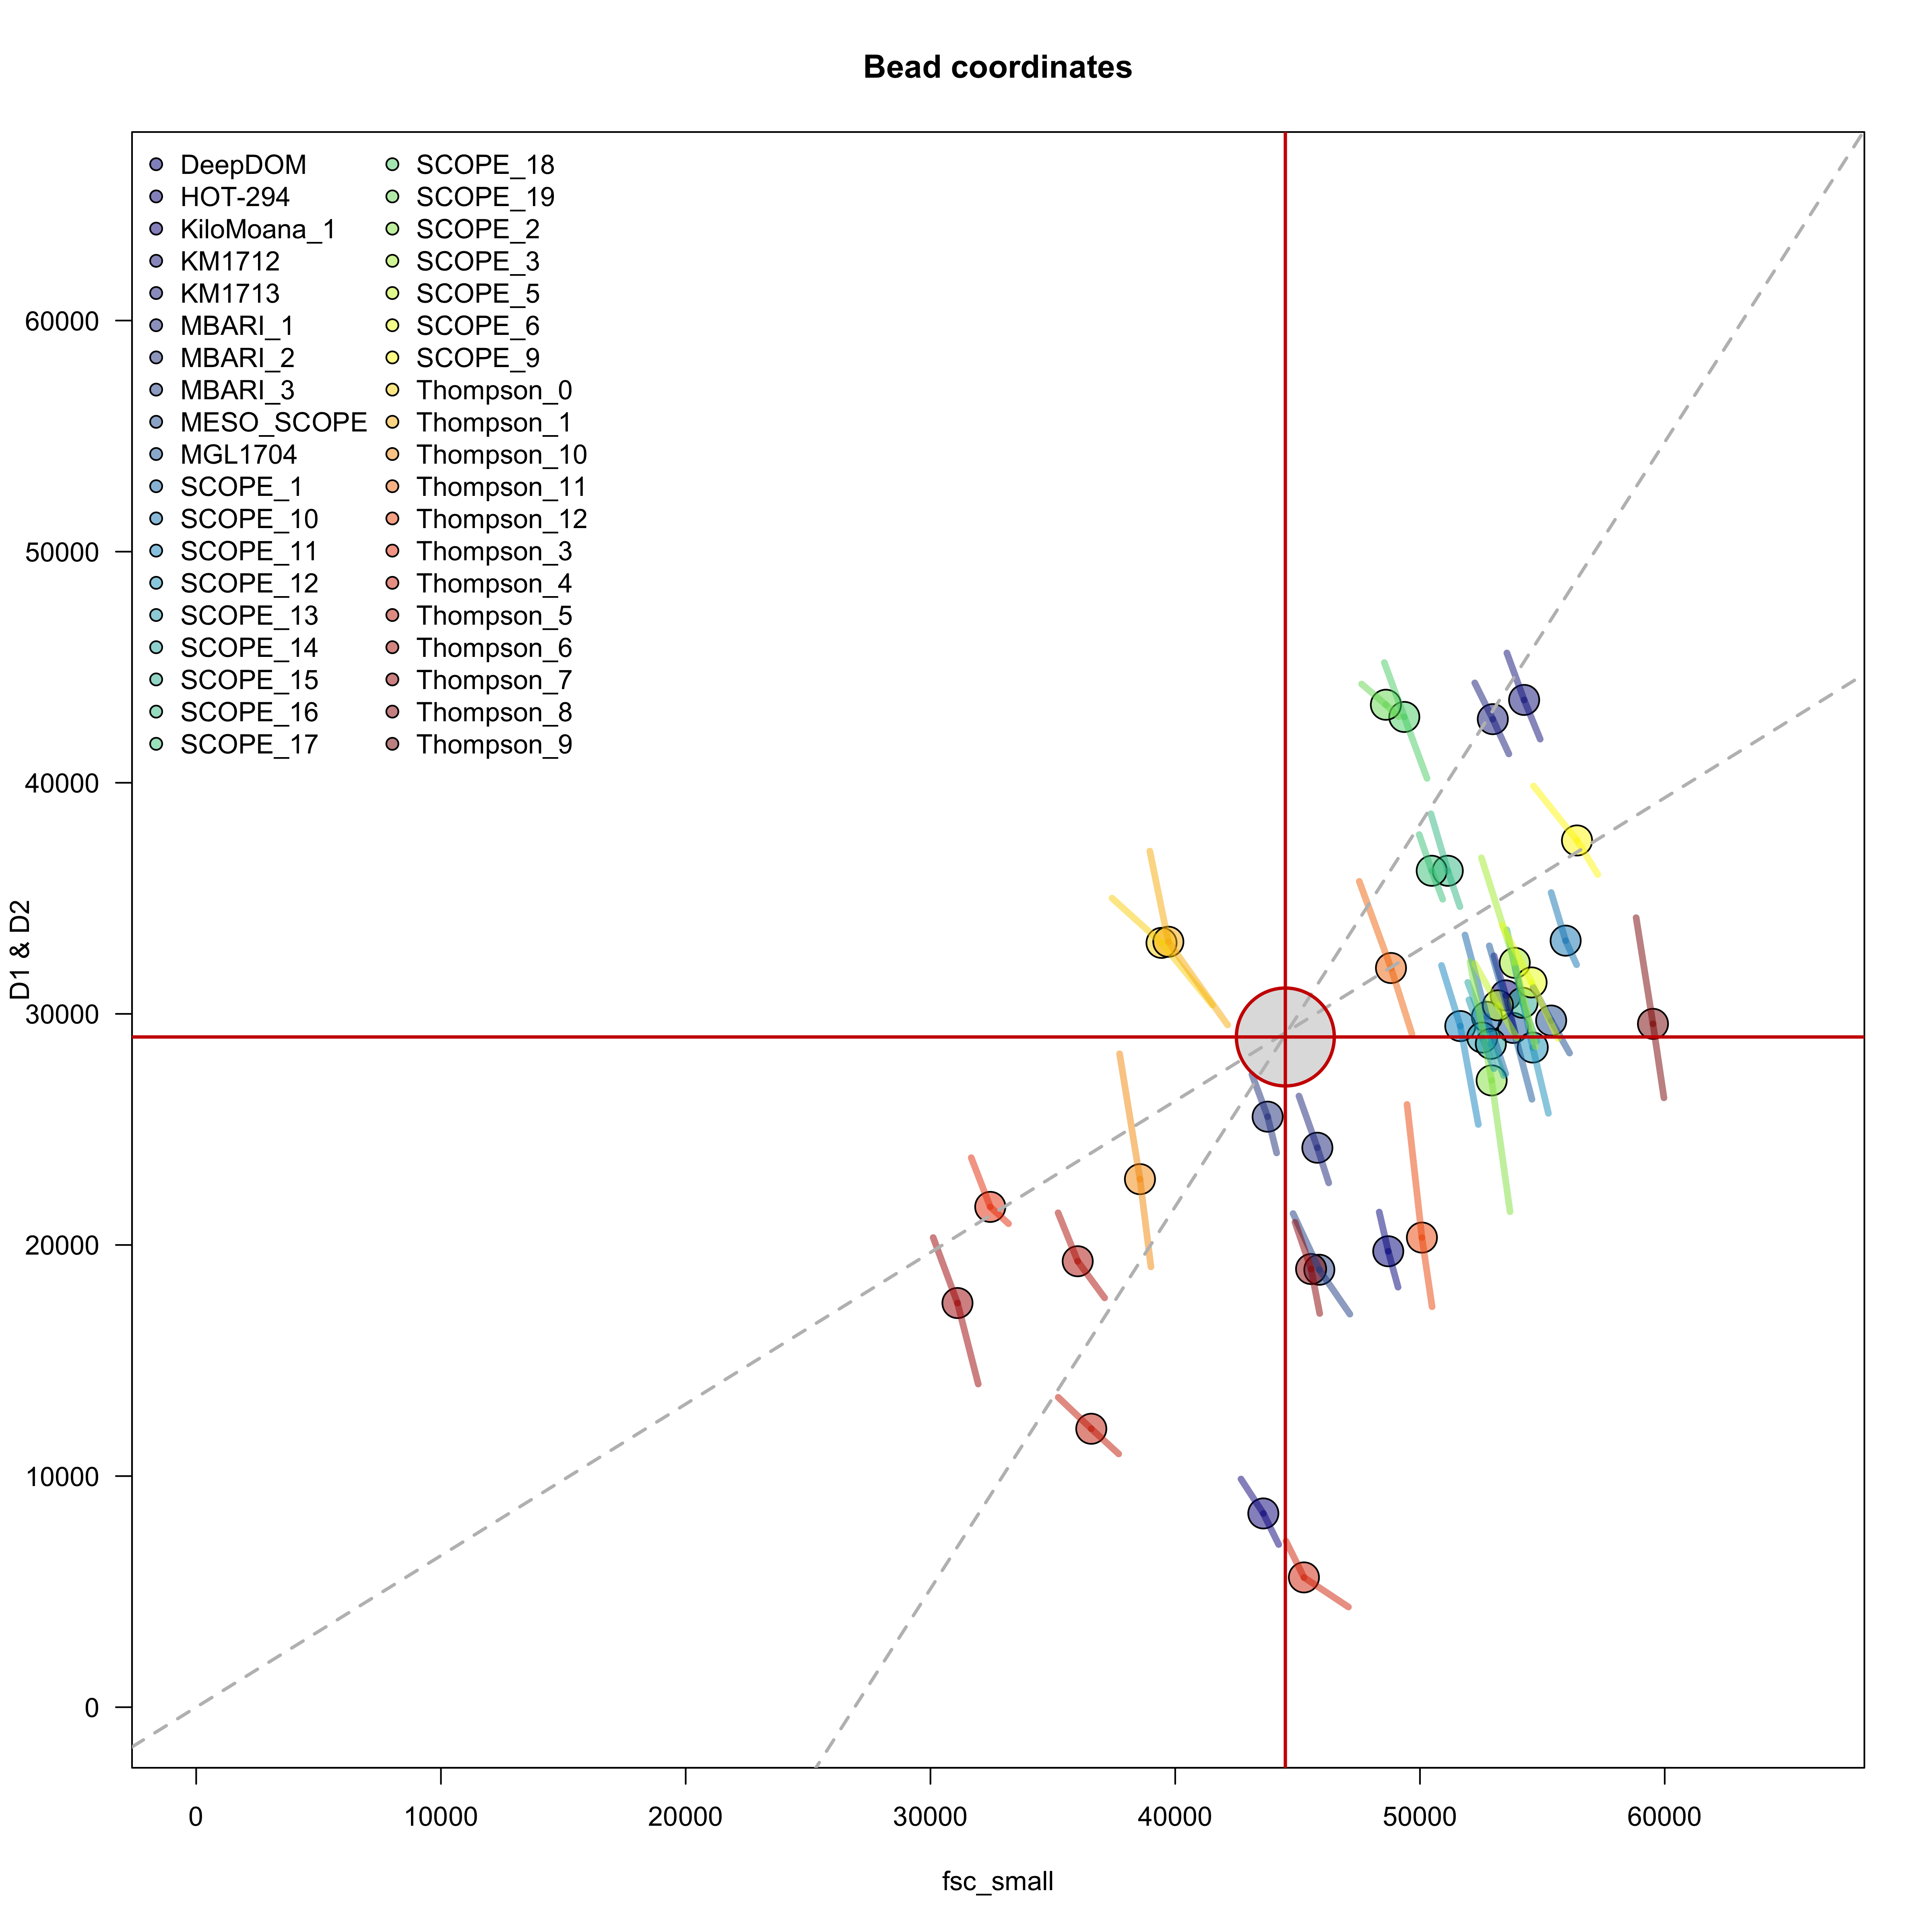 Bead coordinates
DeepDOM
HOT-294
KiloMoana_1
KM1712
KM1713
MBARI_1
MBARI_2
MBARI_3
MESO_SCOPE
MGL1704
SCOPE_1
SCOPE_10
SCOPE_11
SCOPE_12
SCOPE_13
SCOPE_14
SCOPE_15
SCOPE_16
SCOPE_17
SCOPE_18
SCOPE_19
SCOPE_2
SCOPE_3
SCOPE_5
SCOPE_6
SCOPE_9
Thompson_0
Thompson_1
Thompson_10
Thompson_11
Thompson_12
Thompson_3
Thompson_4
Thompson_5
Thompson_6
Thompson_7
Thompson_8
Thompson_9
D1 & D2
60000
50000
40000
30000
20000
10000
0
0 10000 20000 30000 40000 50000 60000
fsc_small